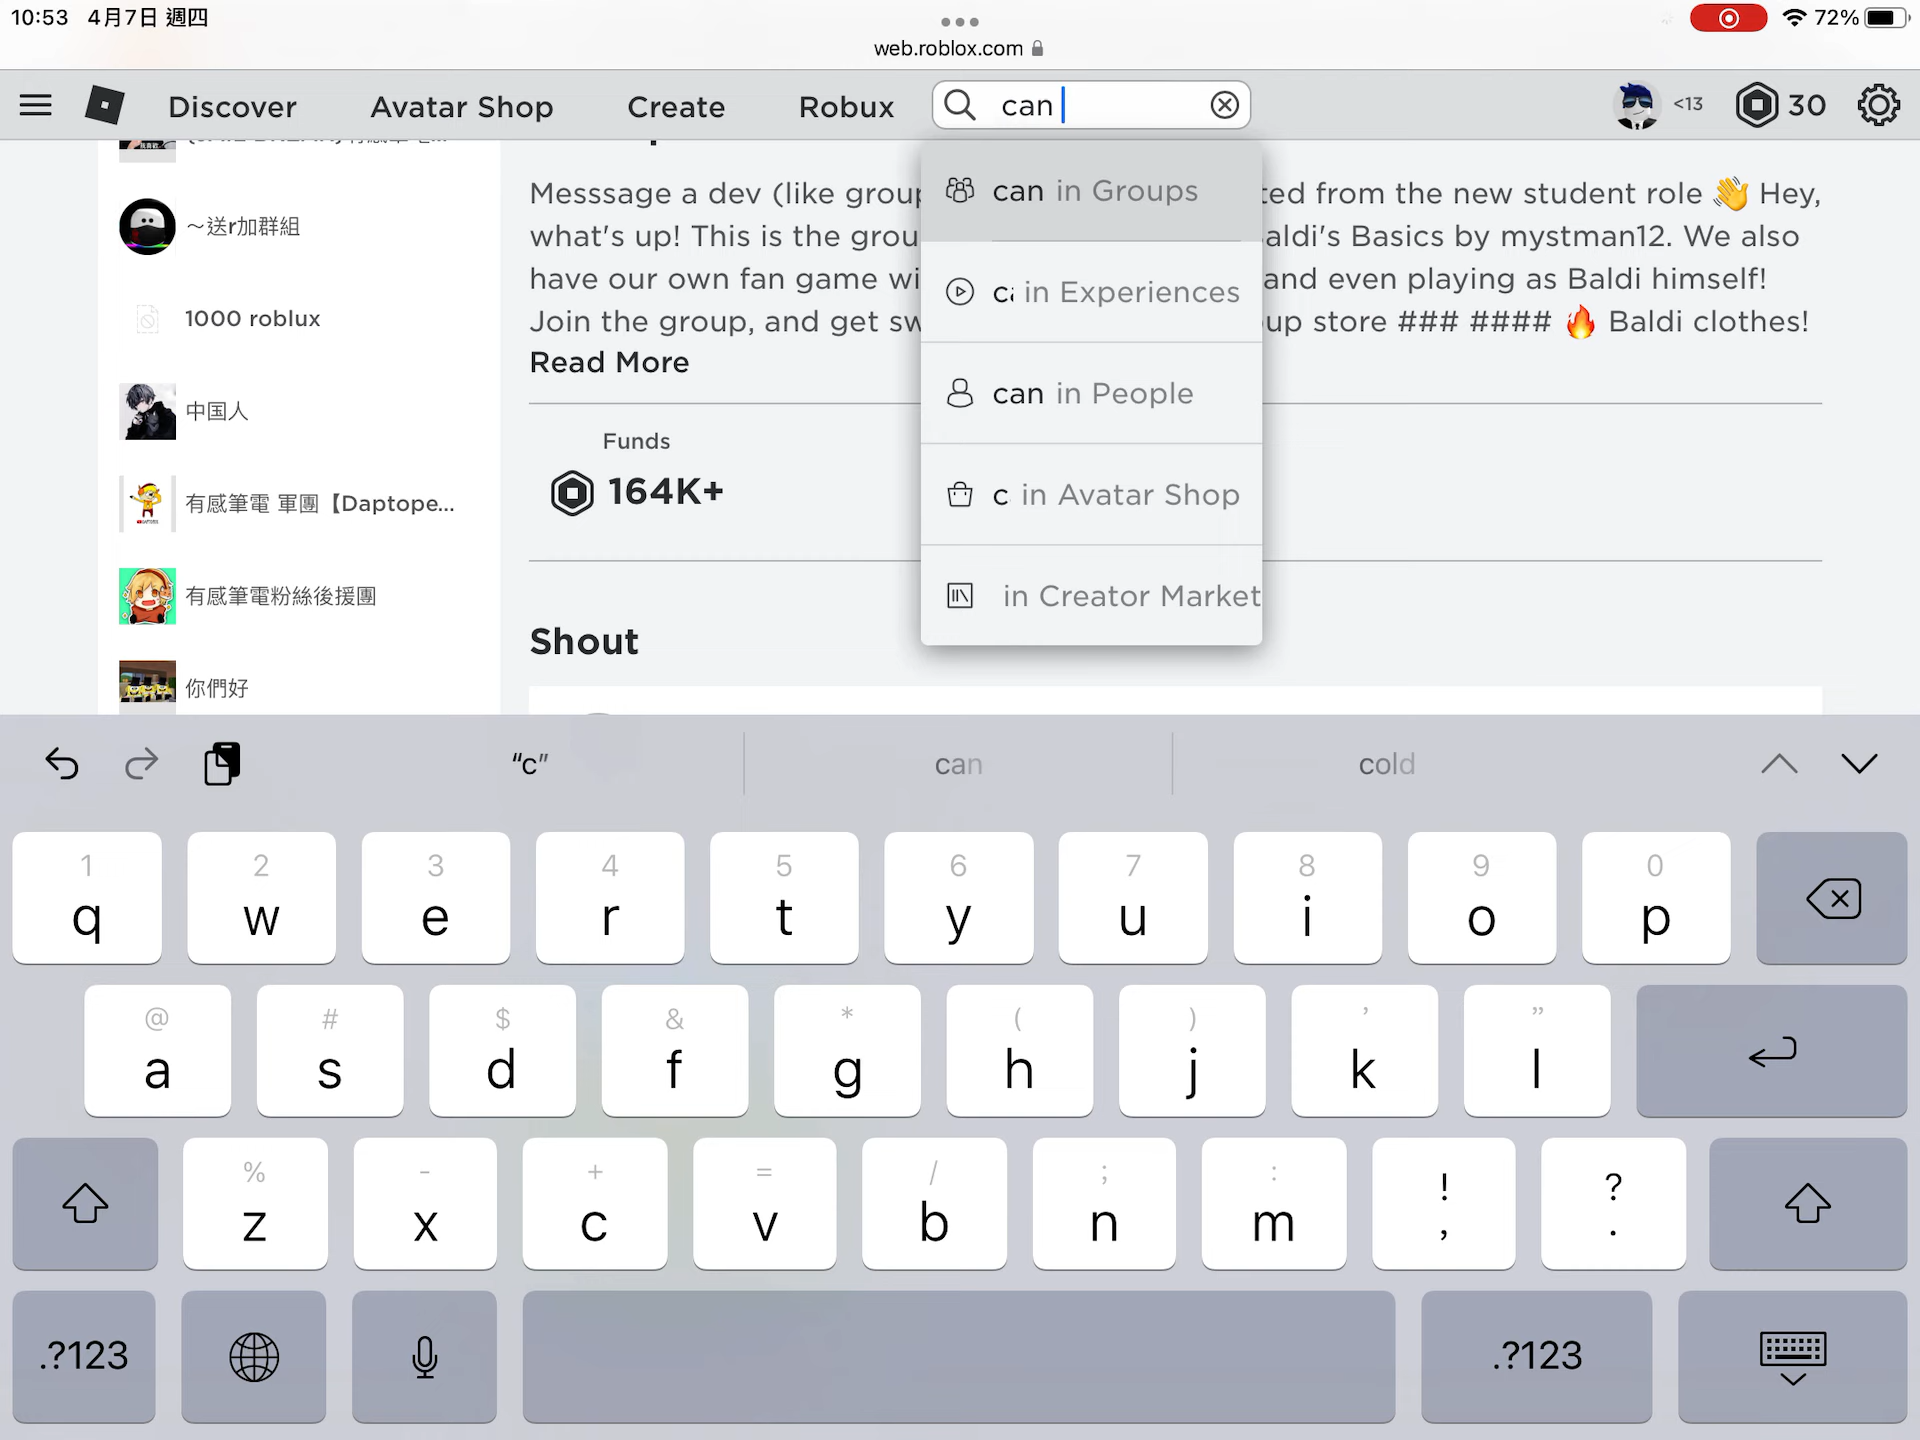 10:53 4月7日 週四
72%
web.roblox.com
Discover Avatar Shop Create Robux can <13 30
~送r加群組
1000 roblux
中国人
有感筆電 軍團【Daptope...
有感筆電粉絲後援團
你們好
Messsage a dev (like grou ted from the new student role 👋 Hey,
what's up! This is the grou aldi's Basics by mystman12. We also
have our own fan game wi and even playing as Baldi himself!
Join the group, and get sw up store ### #### 🔥 Baldi clothes!
Read More
Funds
164K+
Shout
can in Groups
ca in Experiences
can in People
c in Avatar Shop
in Creator Market
“c” can cold
1 2 3 4 5 6 7 8 9 0
q w e r t y u i o p
@ # $ & * ( ) ’ ”
a s d f g h j k l
% - + = / ; : ! ?
z x c v b n m , .
.?123 .?123